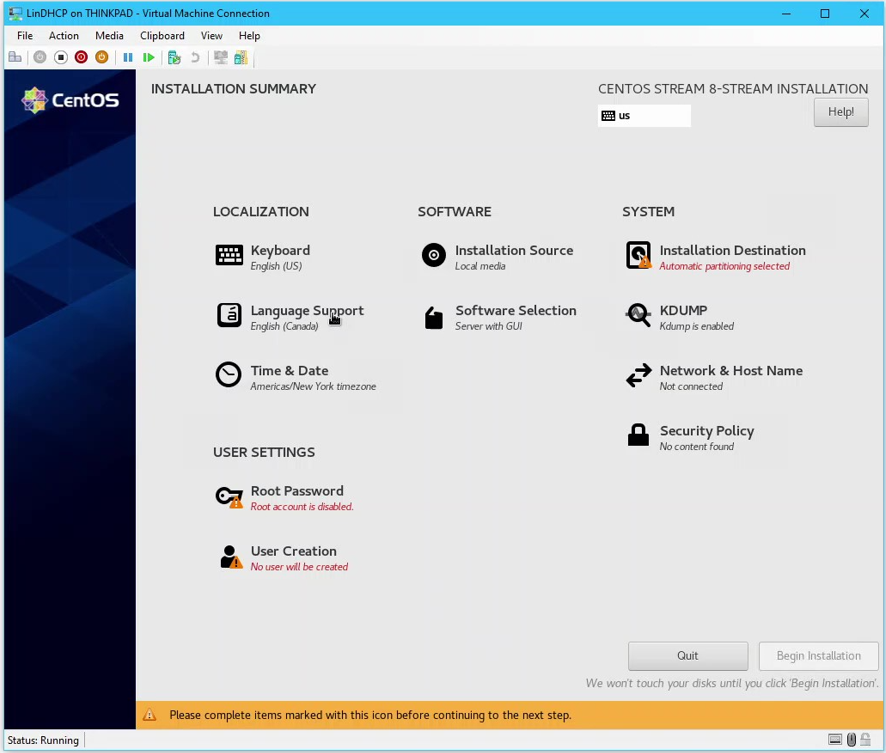 LinDHCP on THINKPAD - Virtual Machine Connection
File Action Media Clipboard View Help
CentOS
INSTALLATION SUMMARY
CENTOS STREAM 8-STREAM INSTALLATION
us
Help!
LOCALIZATION
Keyboard
English (US)
Language Support
English (Canada)
Time & Date
Americas/New York timezone
SOFTWARE
Installation Source
Local media
Software Selection
Server with GUI
SYSTEM
Installation Destination
Automatic partitioning selected
KDUMP
Kdump is enabled
Network & Host Name
Not connected
Security Policy
No content found
USER SETTINGS
Root Password
Root account is disabled.
User Creation
No user will be created
Quit
Begin Installation
We won't touch your disks until you click 'Begin Installation'.
Please complete items marked with this icon before continuing to the next step.
Status: Running